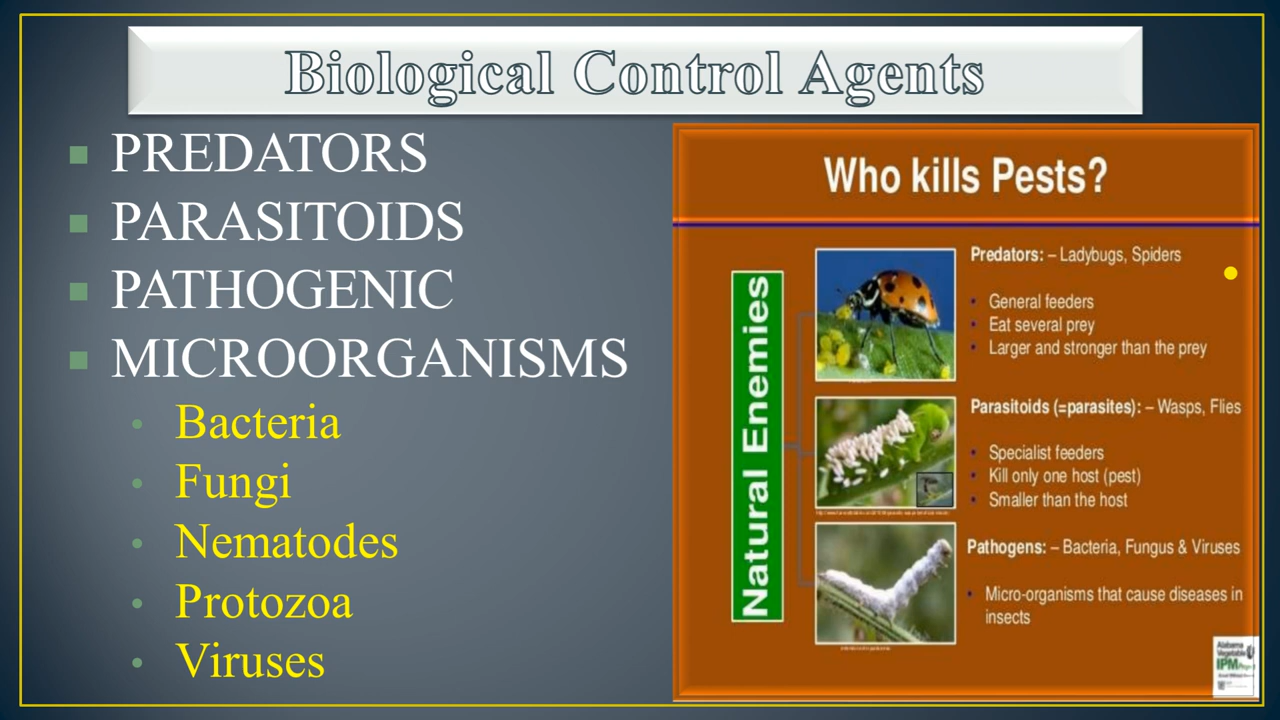 Biological Control Agents
PREDATORS
PARASITOIDS
PATHOGENIC
MICROORGANISMS
Bacteria
Fungi
Nematodes
Protozoa
Viruses
Who kills Pests?
Natural Enemies
Predators: – Ladybugs, Spiders
General feeders
Eat several prey
Larger and stronger than the prey
Parasitoids (=parasites): – Wasps, Flies
Specialist feeders
Kill only one host (pest)
Smaller than the host
Pathogens: – Bacteria, Fungus & Viruses
Micro-organisms that cause diseases in
insects
Alabama
Vegetable
IPM